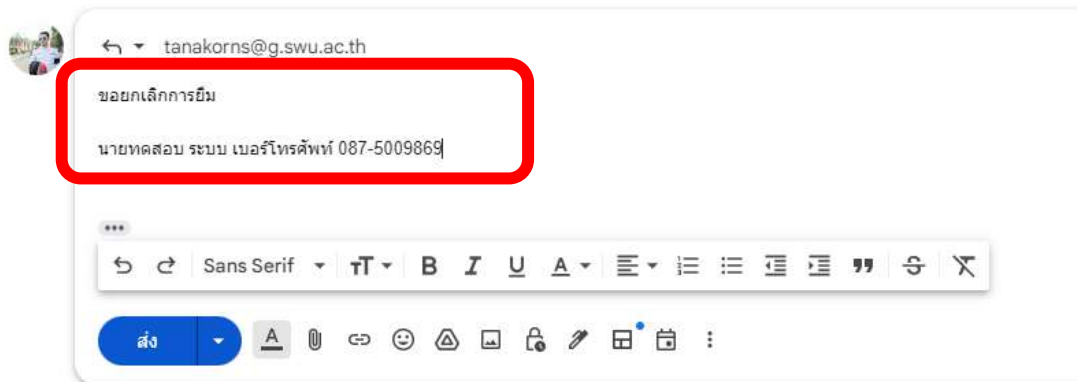 tanakorns@g.swu.ac.th
ขอยกเลิกการยืม
นายทดสอบ ระบบ เบอร์โทรศัพท์ 087-5009869
Sans Serif
ส่ง